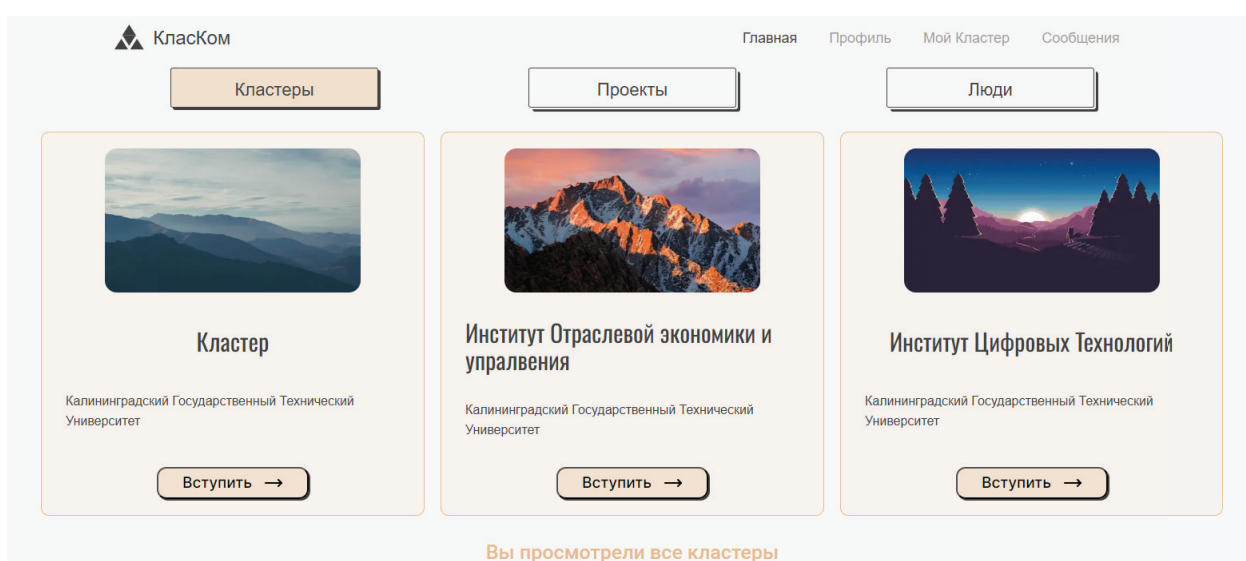 КласКом
Главная Профиль Мой Кластер Сообщения
Кластеры Проекты Люди
Кластер
Калининградский Государственный Технический
Университет
Вступить →
Институт Отраслевой экономики и
упралвения
Калининградский Государственный Технический
Университет
Вступить →
Институт Цифровых Технологий
Калининградский Государственный Технический
Университет
Вступить →
Вы просмотрели все кластеры